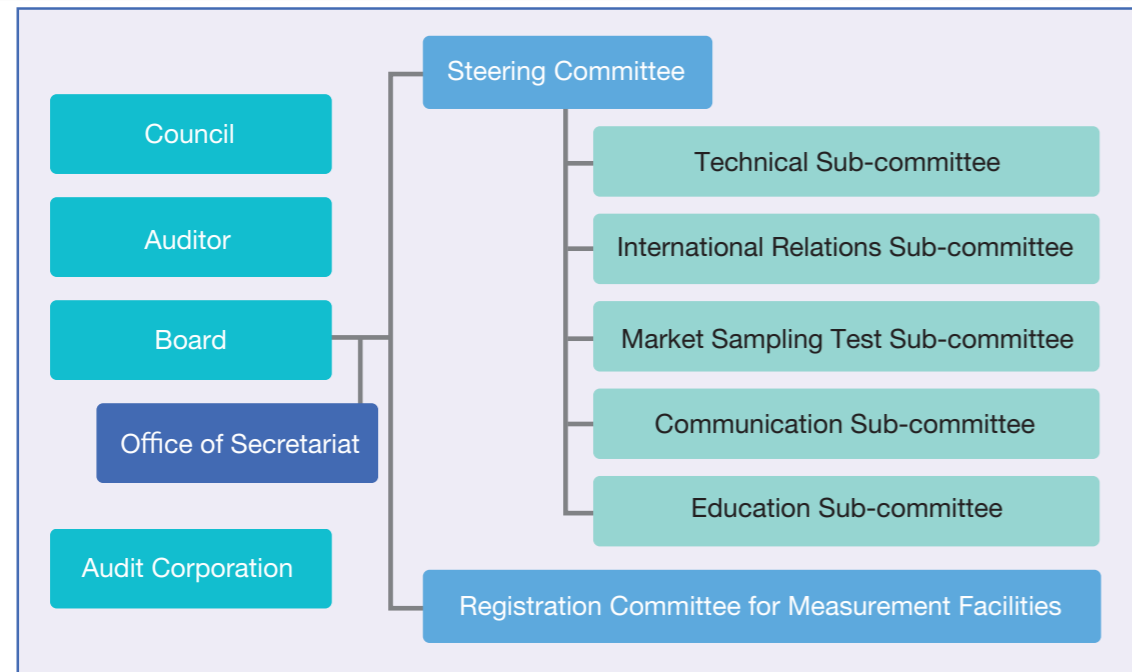 Council
Auditor
Board
Office of Secretariat
Audit Corporation
Steering Committee
Technical Sub-committee
International Relations Sub-committee
Market Sampling Test Sub-committee
Communication Sub-committee
Education Sub-committee
Registration Committee for Measurement Facilities